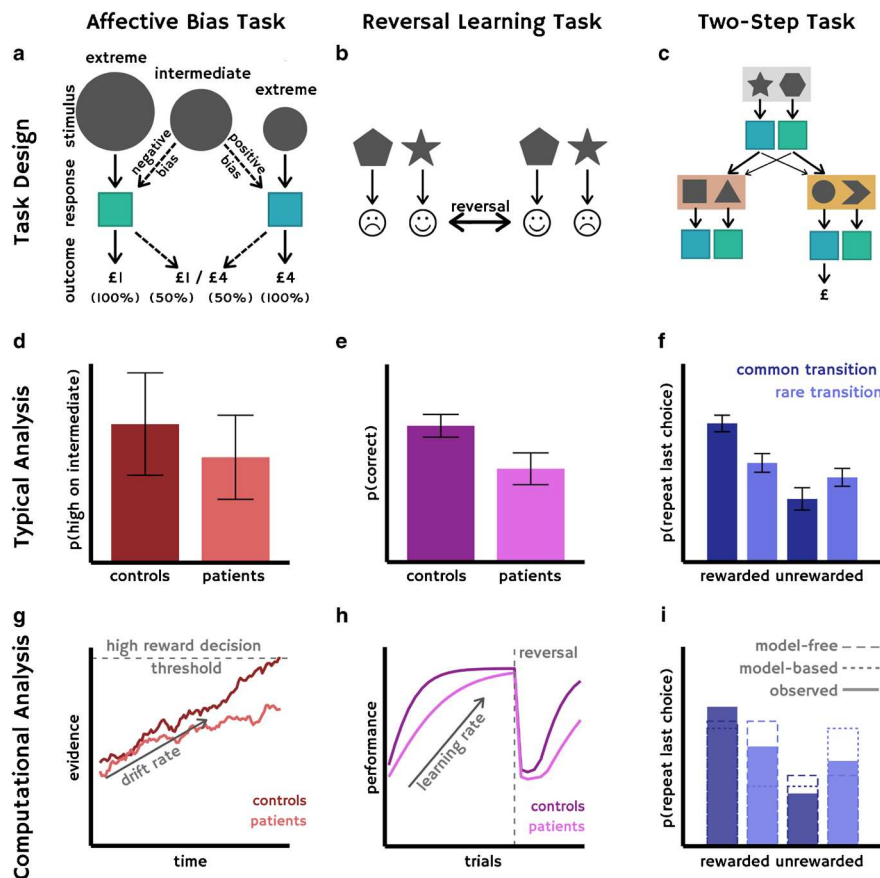 Affective Bias Task
Reversal Learning Task
Two-Step Task
Task Design
a
extreme
intermediate
extreme
stimulus
negative
bias
positive
bias
response
outcome
£1
£1 / £4
£4
(100%)
(50%)
(50%)
(100%)
b
reversal
c
£
Typical Analysis
d
p(high on intermediate)
controls
patients
e
p(correct)
controls
patients
f
common transition
rare transition
p(repeat last choice)
rewarded unrewarded
Computational Analysis
g
high reward decision
threshold
evidence
drift rate
controls
patients
time
h
reversal
performance
learning rate
controls
patients
trials
i
model-free
model-based
observed
p(repeat last choice)
rewarded unrewarded